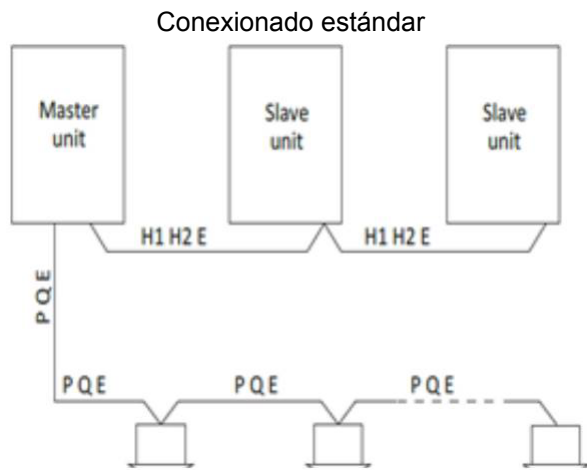 Conexionado estándar
Master
unit
Slave
unit
Slave
unit
H1 H2 E
H1 H2 E
P Q E
P Q E
P Q E
P Q E